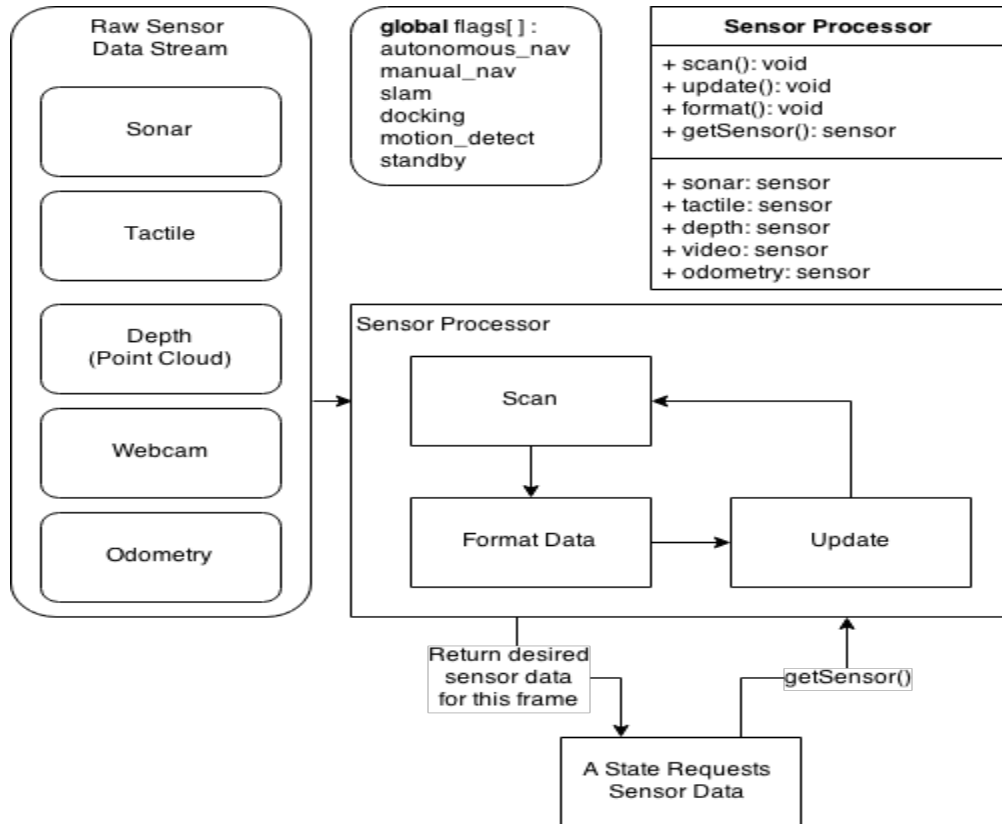 Raw Sensor
Data Stream
Sonar
Tactile
Depth
(Point Cloud)
Webcam
Odometry
global flags[ ] :
autonomous_nav
manual_nav
slam
docking
motion_detect
standby
Sensor Processor
+ scan(): void
+ update(): void
+ format(): void
+ getSensor(): sensor
+ sonar: sensor
+ tactile: sensor
+ depth: sensor
+ video: sensor
+ odometry: sensor
Sensor Processor
Scan
Format Data
Update
Return desired
sensor data
for this frame
getSensor()
A State Requests
Sensor Data